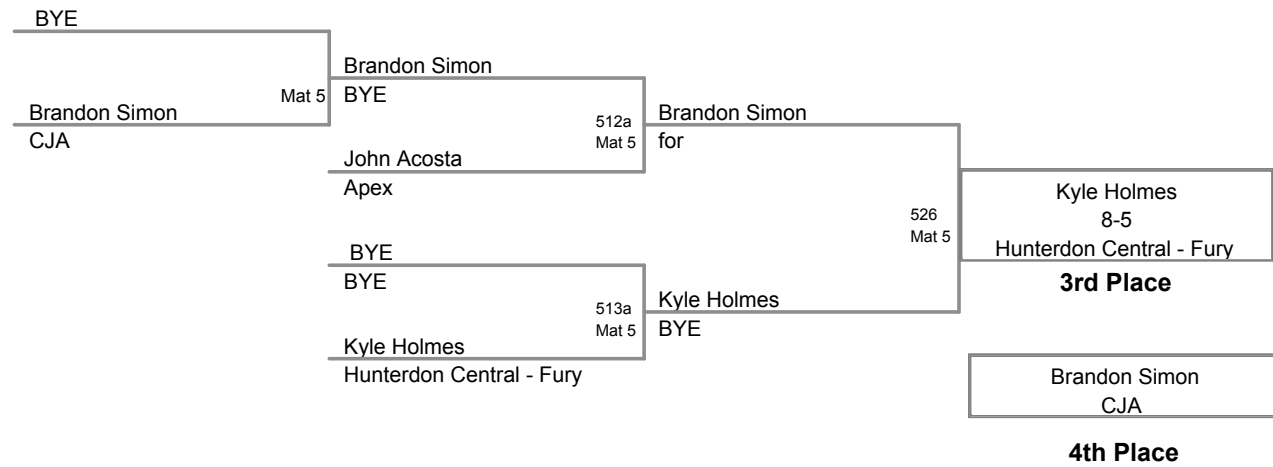 BYE
Brandon Simon
CJA
Mat 5
Brandon Simon
BYE
John Acosta
Apex
512a
Mat 5
Brandon Simon
for
BYE
BYE
Kyle Holmes
Hunterdon Central - Fury
513a
Mat 5
Kyle Holmes
BYE
526
Mat 5
Kyle Holmes
8-5
Hunterdon Central - Fury
3rd Place
Brandon Simon
CJA
4th Place